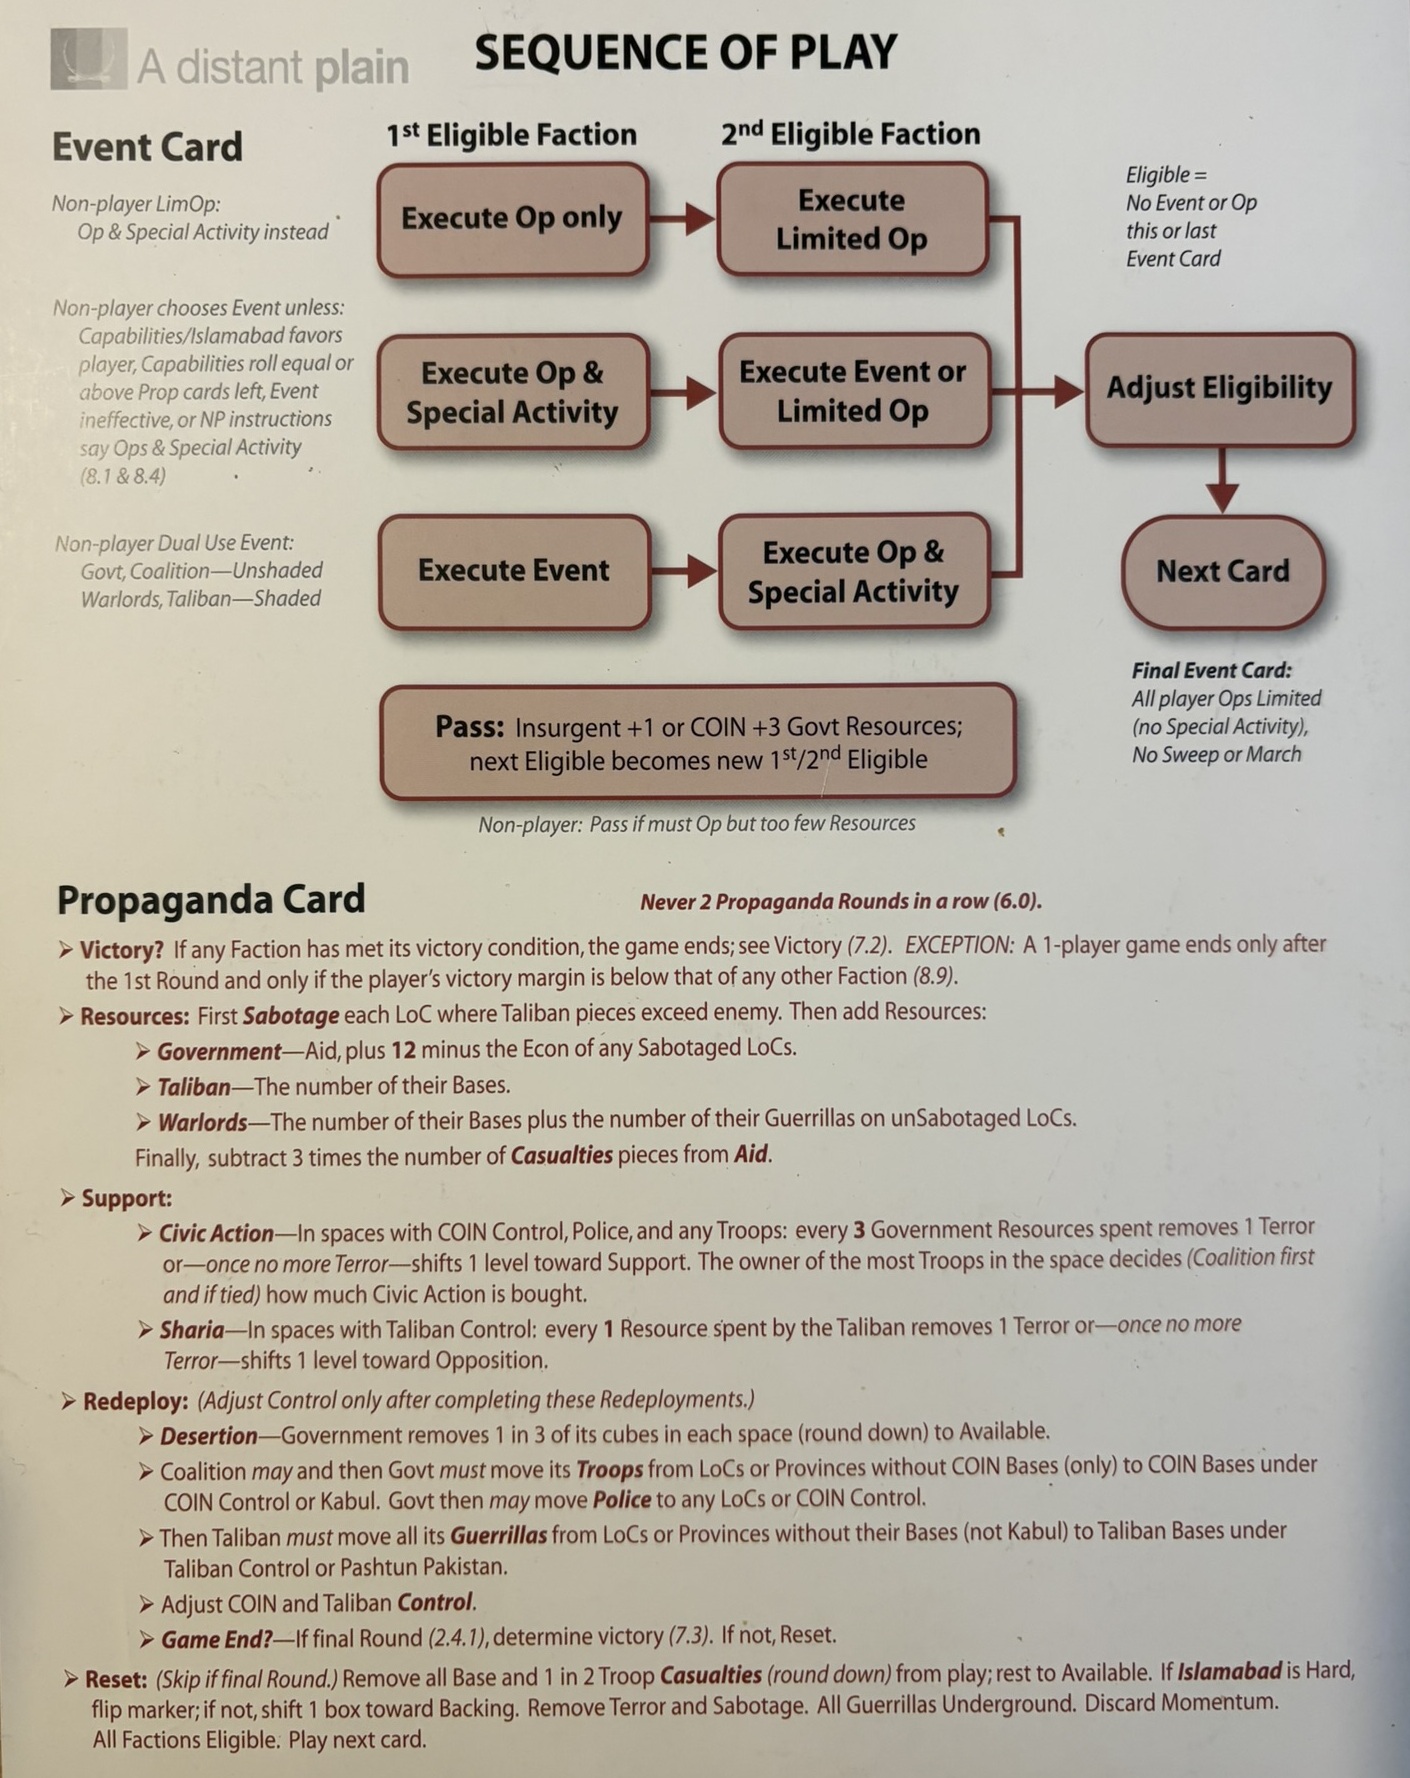 A distant plain
SEQUENCE OF PLAY
Event Card
1st Eligible Faction
2nd Eligible Faction
Non-player LimOp:
Op & Special Activity instead
Execute Op only
Execute
Limited Op
Eligible =
No Event or Op
this or last
Event Card
Non-player chooses Event unless:
Capabilities/Islamabad favors
player, Capabilities roll equal or
above Prop cards left, Event
ineffective, or NP instructions
say Ops & Special Activity
(8.1 & 8.4)
Execute Op &
Special Activity
Execute Event or
Limited Op
Adjust Eligibility
Non-player Dual Use Event:
Govt, Coalition—Unshaded
Warlords, Taliban—Shaded
Execute Event
Execute Op &
Special Activity
Next Card
Pass: Insurgent +1 or COIN +3 Govt Resources;
next Eligible becomes new 1st/2nd Eligible
Non-player: Pass if must Op but too few Resources
Final Event Card:
All player Ops Limited
(no Special Activity),
No Sweep or March
Propaganda Card
Never 2 Propaganda Rounds in a row (6.0).
➢ Victory? If any Faction has met its victory condition, the game ends; see Victory (7.2). EXCEPTION: A 1-player game ends only after
the 1st Round and only if the player's victory margin is below that of any other Faction (8.9).
➢ Resources: First Sabotage each LoC where Taliban pieces exceed enemy. Then add Resources:
➢ Government—Aid, plus 12 minus the Econ of any Sabotaged LoCs.
➢ Taliban—The number of their Bases.
➢ Warlords—The number of their Bases plus the number of their Guerrillas on unSabotaged LoCs.
Finally, subtract 3 times the number of Casualties pieces from Aid.
➢ Support:
➢ Civic Action—In spaces with COIN Control, Police, and any Troops: every 3 Government Resources spent removes 1 Terror
or—once no more Terror—shifts 1 level toward Support. The owner of the most Troops in the space decides (Coalition first
and if tied) how much Civic Action is bought.
➢ Sharia—In spaces with Taliban Control: every 1 Resource spent by the Taliban removes 1 Terror or—once no more
Terror—shifts 1 level toward Opposition.
➢ Redeploy: (Adjust Control only after completing these Redeployments.)
➢ Desertion—Government removes 1 in 3 of its cubes in each space (round down) to Available.
➢ Coalition may and then Govt must move its Troops from LoCs or Provinces without COIN Bases (only) to COIN Bases under
COIN Control or Kabul. Govt then may move Police to any LoCs or COIN Control.
➢ Then Taliban must move all its Guerrillas from LoCs or Provinces without their Bases (not Kabul) to Taliban Bases under
Taliban Control or Pashtun Pakistan.
➢ Adjust COIN and Taliban Control.
➢ Game End?—If final Round (2.4.1), determine victory (7.3). If not, Reset.
➢ Reset: (Skip if final Round.) Remove all Base and 1 in 2 Troop Casualties (round down) from play; rest to Available. If Islamabad is Hard,
flip marker; if not, shift 1 box toward Backing. Remove Terror and Sabotage. All Guerrillas Underground. Discard Momentum.
All Factions Eligible. Play next card.